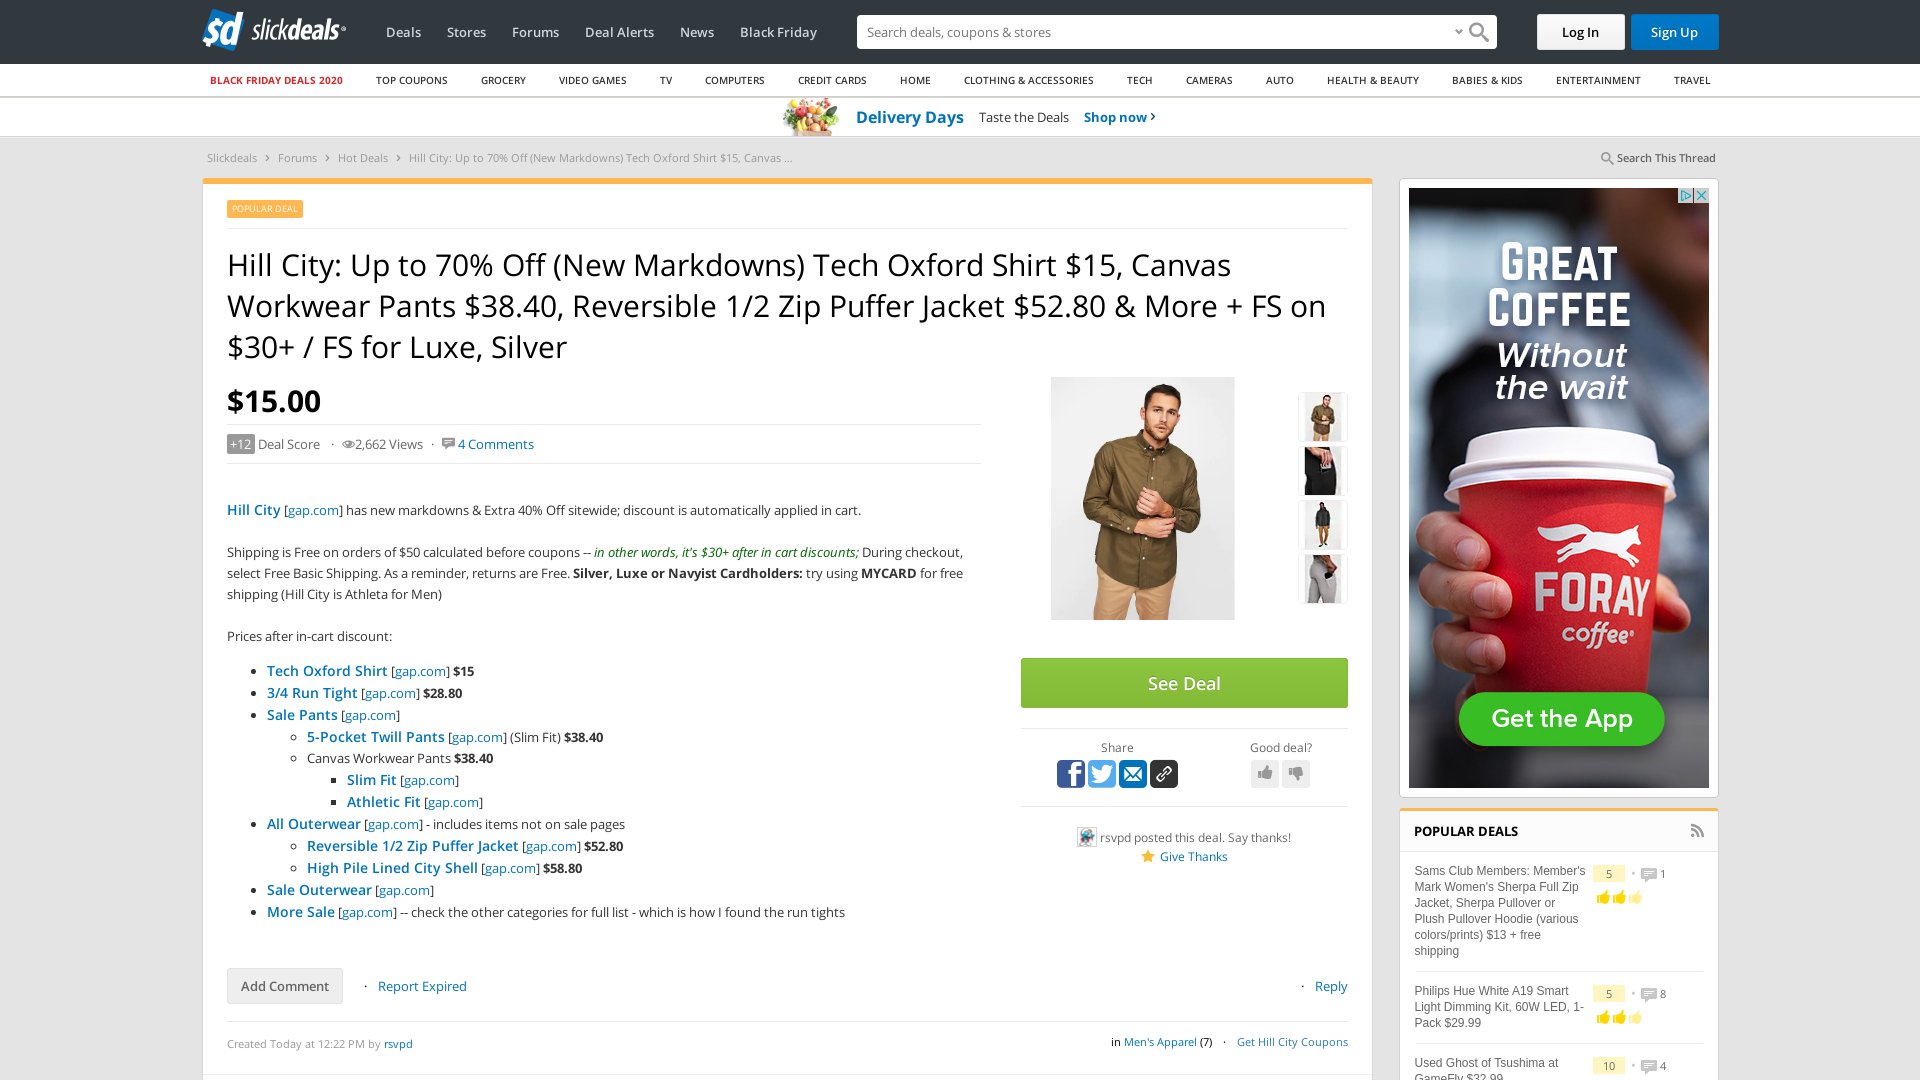 slickdeals
Deals Stores Forums Deal Alerts News Black Friday
Search deals, coupons & stores
Log In Sign Up
BLACK FRIDAY DEALS 2020 TOP COUPONS GROCERY VIDEO GAMES TV COMPUTERS CREDIT CARDS HOME CLOTHING & ACCESSORIES TECH CAMERAS AUTO HEALTH & BEAUTY BABIES & KIDS ENTERTAINMENT TRAVEL
Delivery Days Taste the Deals Shop now
Slickdeals › Forums › Hot Deals › Hill City: Up to 70% Off (New Markdowns) Tech Oxford Shirt $15, Canvas ...
Search This Thread
POPULAR DEAL
Hill City: Up to 70% Off (New Markdowns) Tech Oxford Shirt $15, Canvas
Workwear Pants $38.40, Reversible 1/2 Zip Puffer Jacket $52.80 & More + FS on
$30+ / FS for Luxe, Silver
$15.00
+12 Deal Score · 2,662 Views · 4 Comments
Hill City [gap.com] has new markdowns & Extra 40% Off sitewide; discount is automatically applied in cart.
Shipping is Free on orders of $50 calculated before coupons -- in other words, it's $30+ after in cart discounts; During checkout,
select Free Basic Shipping. As a reminder, returns are Free. Silver, Luxe or Navyist Cardholders: try using MYCARD for free
shipping (Hill City is Athleta for Men)
Prices after in-cart discount:
Tech Oxford Shirt [gap.com] $15
3/4 Run Tight [gap.com] $28.80
Sale Pants [gap.com]
5-Pocket Twill Pants [gap.com] (Slim Fit) $38.40
Canvas Workwear Pants $38.40
Slim Fit [gap.com]
Athletic Fit [gap.com]
All Outerwear [gap.com] - includes items not on sale pages
Reversible 1/2 Zip Puffer Jacket [gap.com] $52.80
High Pile Lined City Shell [gap.com] $58.80
Sale Outerwear [gap.com]
More Sale [gap.com] -- check the other categories for full list - which is how I found the run tights
See Deal
Share
Good deal?
rsvpd posted this deal. Say thanks!
Give Thanks
Add Comment · Report Expired
· Reply
Created Today at 12:22 PM by rsvpd
in Men's Apparel (7) · Get Hill City Coupons
GREAT
COFFEE
Without
the wait
FORAY
coffee
Get the App
POPULAR DEALS
Sams Club Members: Member's
Mark Women's Sherpa Full Zip
Jacket, Sherpa Pullover or
Plush Pullover Hoodie (various
colors/prints) $13 + free
shipping
5 · 1
Philips Hue White A19 Smart
Light Dimming Kit, 60W LED, 1-
Pack $29.99
5 · 8
Used Ghost of Tsushima at
GameFly $32.99
10 · 4